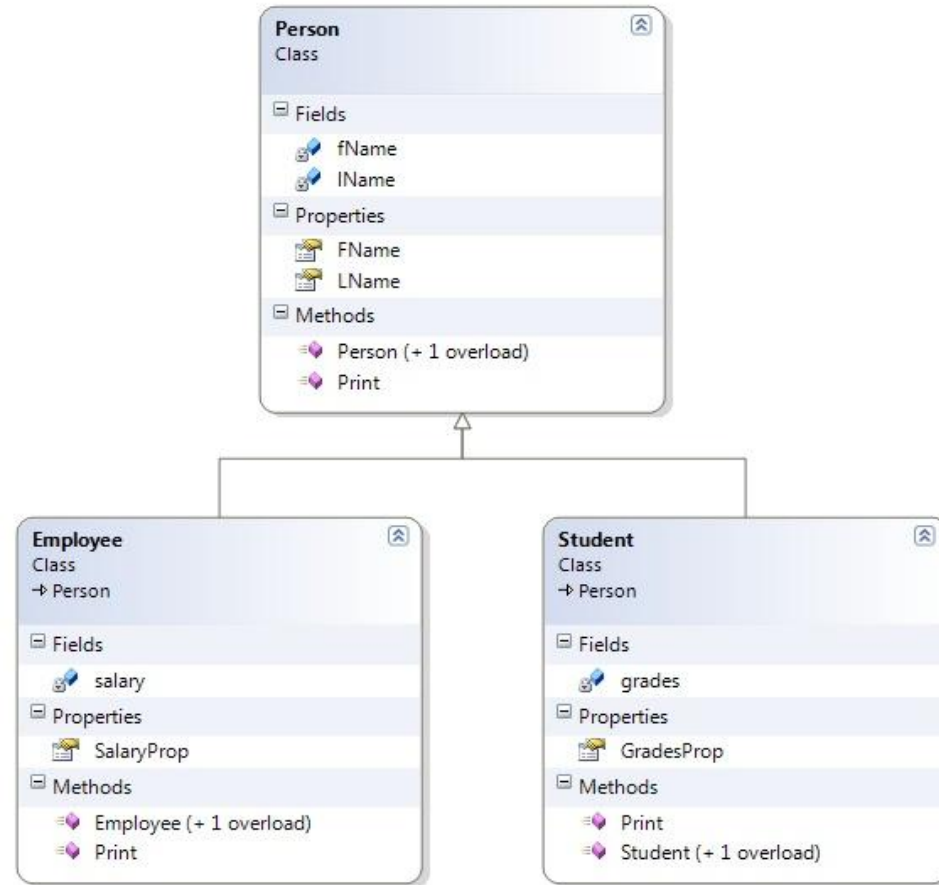 Person
Class
Fields
fName
lName
Properties
FName
LName
Methods
Person (+ 1 overload)
Print
Employee
Class
Person
Fields
salary
Properties
SalaryProp
Methods
Employee (+ 1 overload)
Print
Student
Class
Person
Fields
grades
Properties
GradesProp
Methods
Print
Student (+ 1 overload)